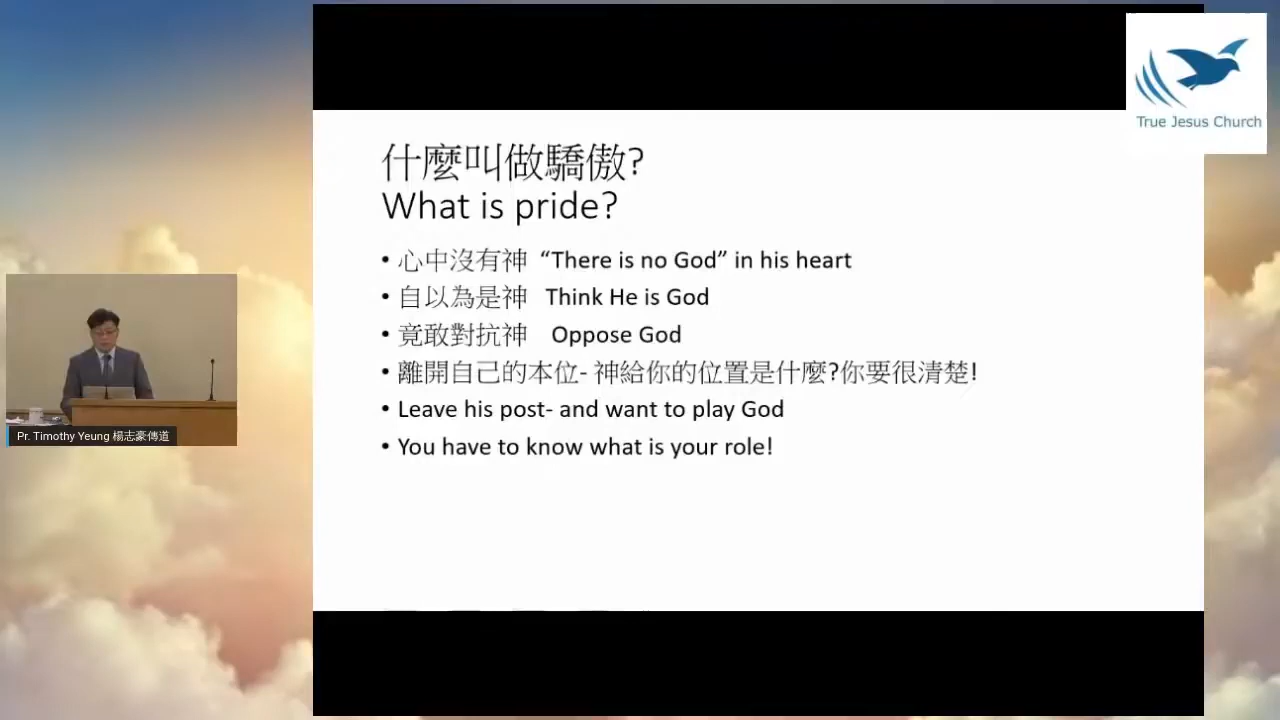 True Jesus Church
什麼叫做驕傲?
What is pride?
• 心中沒有神 “There is no God” in his heart
• 自以為是神 Think He is God
• 竟敢對抗神 Oppose God
• 離開自己的本位- 神給你的位置是什麼?你要很清楚!
• Leave his post- and want to play God
• You have to know what is your role!
Pr. Timothy Yeung 楊志豪傳道